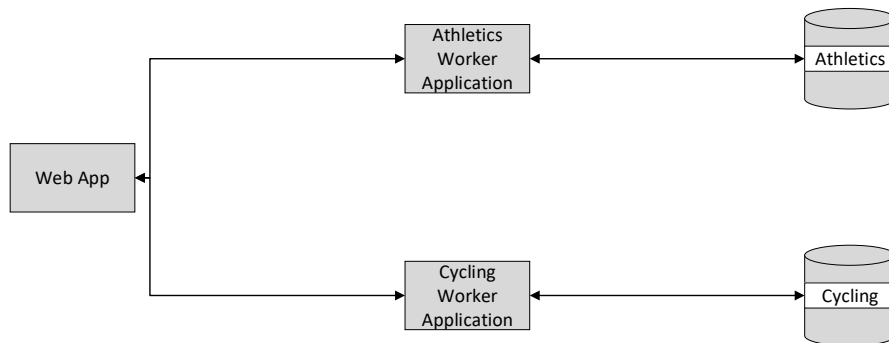 Athletics
Worker
Application
Athletics
Web App
Cycling
Worker
Application
Cycling